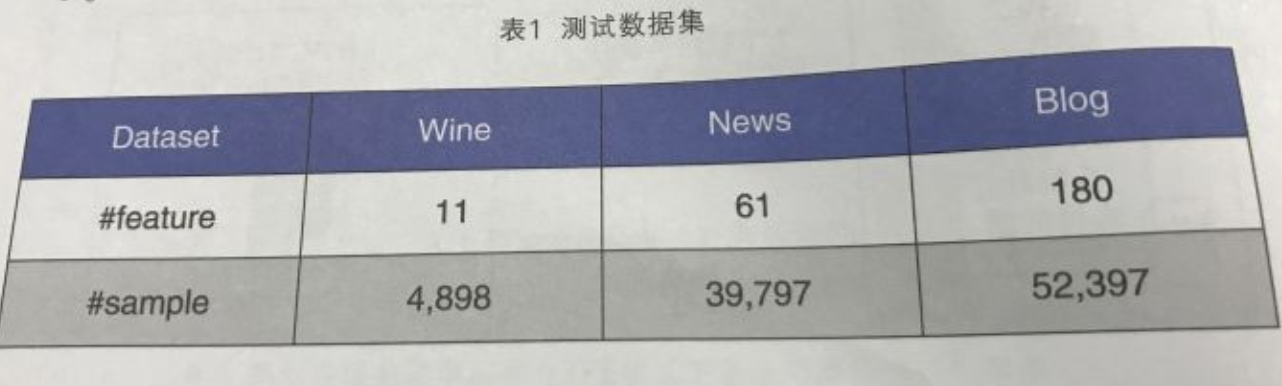 表1 测试数据集
Dataset Wine News Blog
#feature 11 61 180
#sample 4,898 39,797 52,397